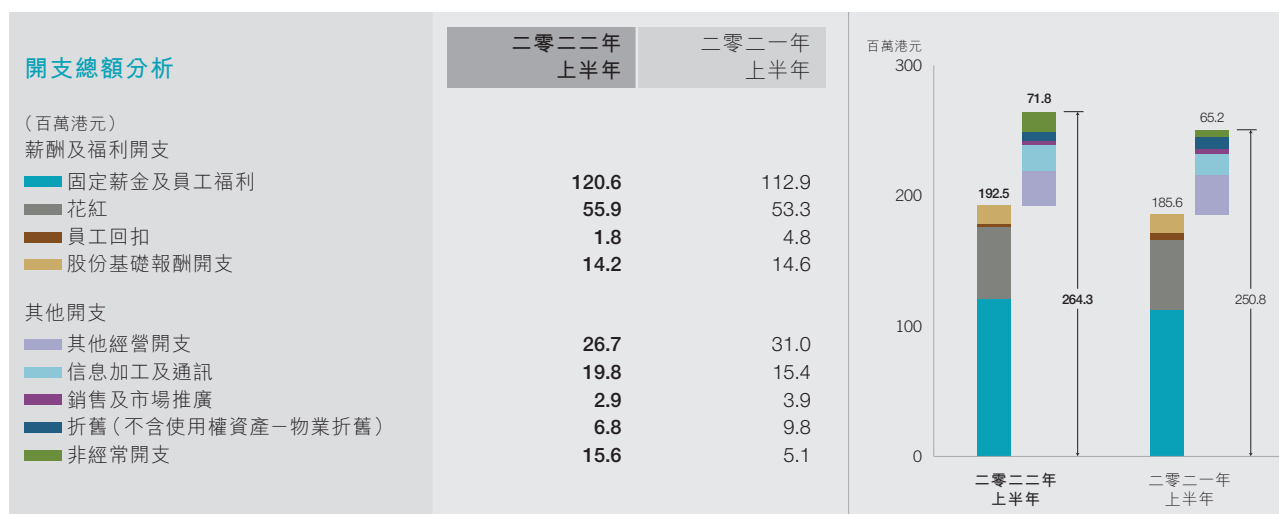 開支總額分析
二零二二年
上半年
二零二一年
上半年
（百萬港元）
薪酬及福利開支
固定薪金及員工福利 120.6 112.9
花紅 55.9 53.3
員工回扣 1.8 4.8
股份基礎報酬開支 14.2 14.6
其他開支
其他經營開支 26.7 31.0
信息加工及通訊 19.8 15.4
銷售及市場推廣 2.9 3.9
折舊（不含使用權資產－物業折舊） 6.8 9.8
非經常開支 15.6 5.1
百萬港元
300
200
100
0
71.8
192.5
264.3
65.2
185.6
250.8
二零二二年
上半年
二零二一年
上半年